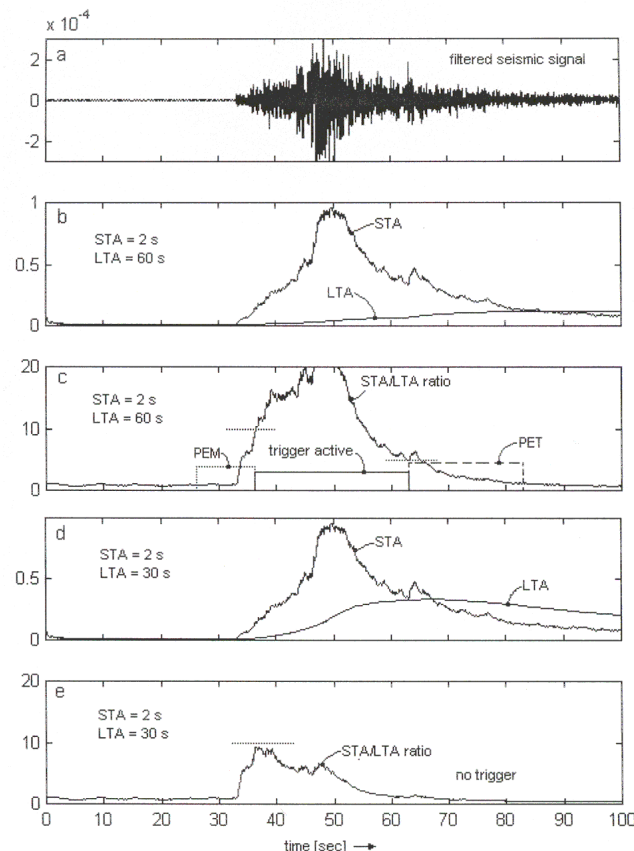 x 10⁻⁴
2
0
-2
a
filtered seismic signal
1
0.5
0
b
STA = 2 s
LTA = 60 s
STA
LTA
20
10
0
c
STA = 2 s
LTA = 60 s
STA/LTA ratio
PEM
trigger active
PET
0.5
0
d
STA = 2 s
LTA = 30 s
STA
LTA
20
10
0
e
STA = 2 s
LTA = 30 s
STA/LTA ratio
no trigger
0 10 20 30 40 50 60 70 80 90 100
time [sec]